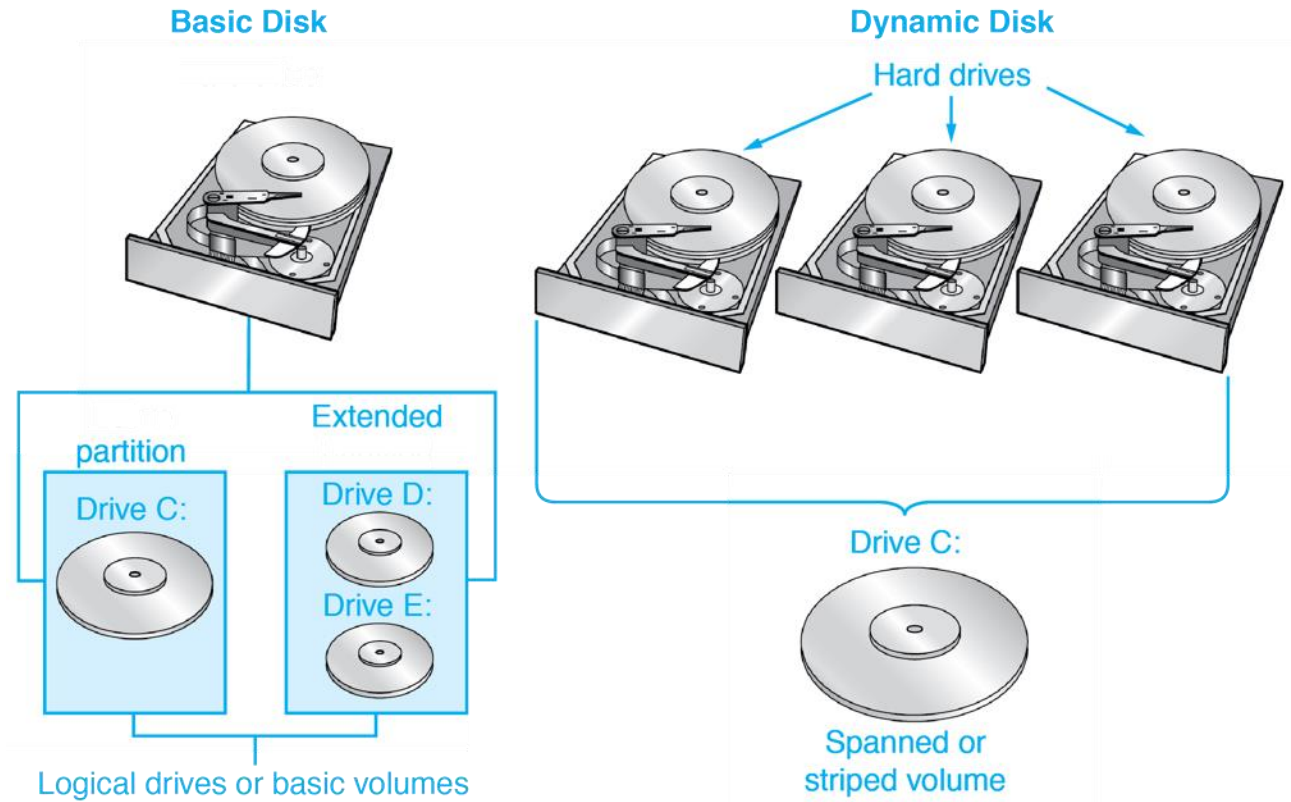 Basic Disk
Dynamic Disk
Hard drives
Extended
partition
Drive C:
Drive D:
Drive E:
Logical drives or basic volumes
Drive C:
Spanned or
striped volume